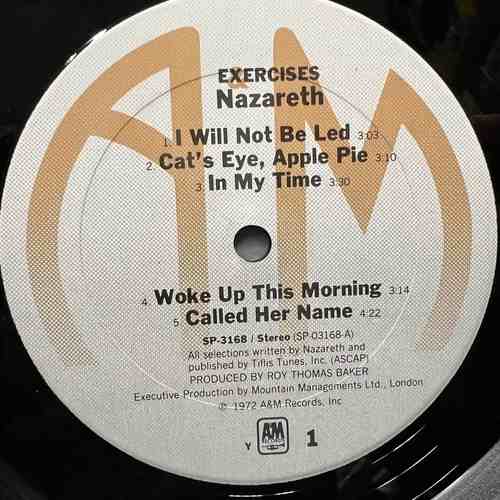 A&M
EXERCISES
Nazareth
1. I Will Not Be Led 3:03
2. Cat's Eye, Apple Pie 3:10
3. In My Time 3:30
4. Woke Up This Morning 3:14
5. Called Her Name 4:22
SP-3168 / Stereo (SP-03168-A)
All selections written by Nazareth and
published by Tiflis Tunes, Inc. (ASCAP)
PRODUCED BY ROY THOMAS BAKER
Executive Production by Mountain Managements Ltd., London
℗ 1972 A&M Records, Inc
Y A&M RECORDS 1